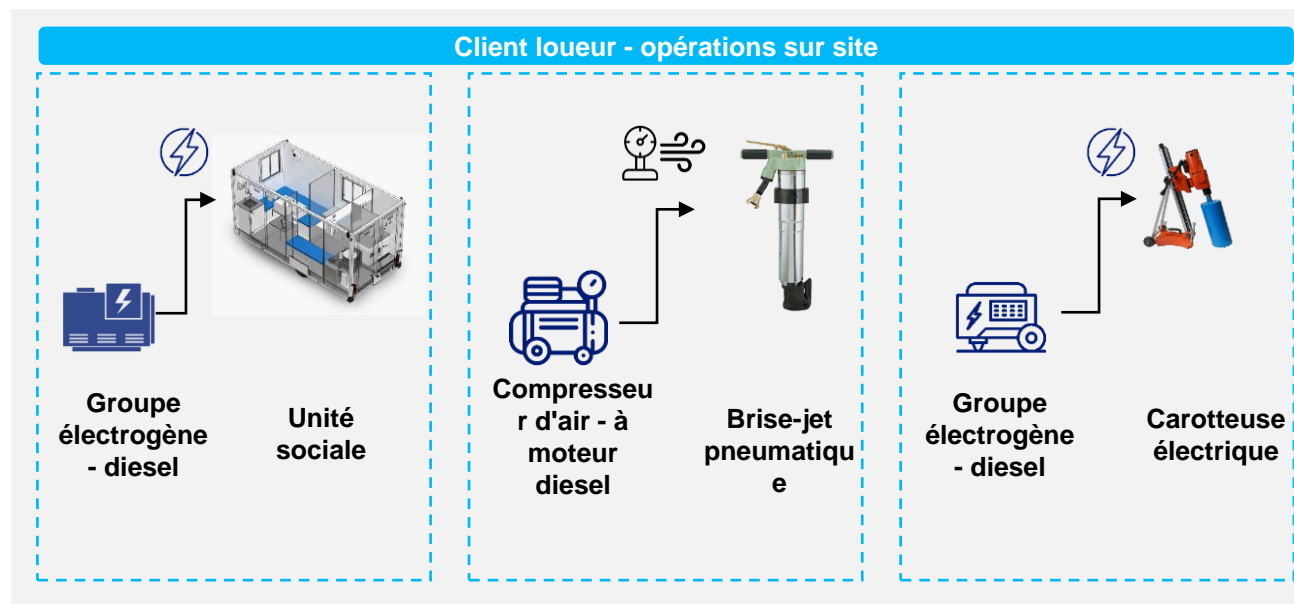 Client loueur - opérations sur site
Groupe
électrogène
- diesel
Unité
sociale
Compresseu
r d'air - à
moteur
diesel
Brise-jet
pneumatiqu
e
Groupe
électrogène
- diesel
Carotteuse
électrique